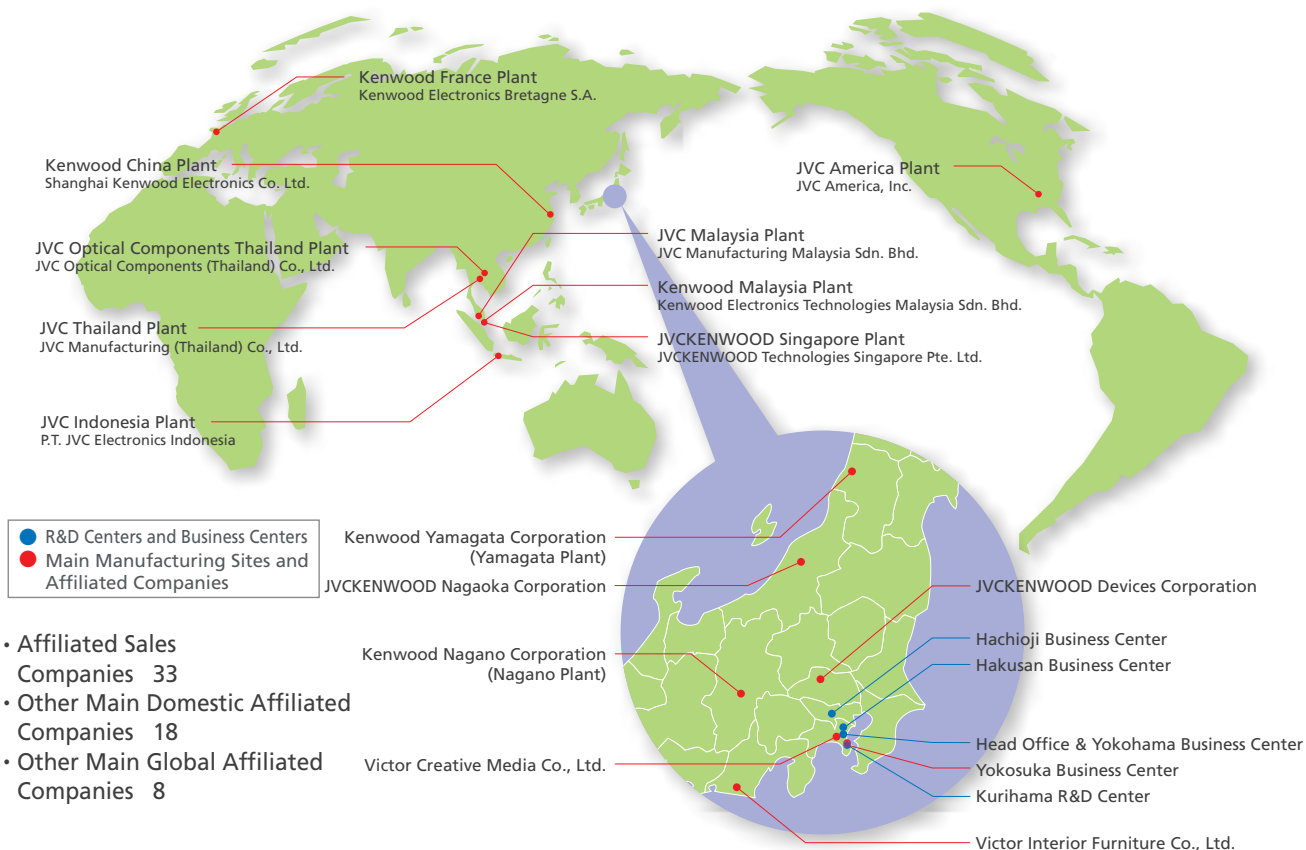 Kenwood France Plant
Kenwood Electronics Bretagne S.A.
Kenwood China Plant
Shanghai Kenwood Electronics Co. Ltd.
JVC America Plant
JVC America, Inc.
JVC Optical Components Thailand Plant
JVC Optical Components (Thailand) Co., Ltd.
JVC Malaysia Plant
JVC Manufacturing Malaysia Sdn. Bhd.
Kenwood Malaysia Plant
Kenwood Electronics Technologies Malaysia Sdn. Bhd.
JVC Thailand Plant
JVC Manufacturing (Thailand) Co., Ltd.
JVCKENWOOD Singapore Plant
JVCKENWOOD Technologies Singapore Pte. Ltd.
JVC Indonesia Plant
P.T. JVC Electronics Indonesia
R&D Centers and Business Centers
Main Manufacturing Sites and
Affiliated Companies
Kenwood Yamagata Corporation
(Yamagata Plant)
JVCKENWOOD Nagaoka Corporation
JVCKENWOOD Devices Corporation
Hachioji Business Center
Kenwood Nagano Corporation
(Nagano Plant)
Hakusan Business Center
Head Office & Yokohama Business Center
Victor Creative Media Co., Ltd.
Yokosuka Business Center
Kurihama R&D Center
Victor Interior Furniture Co., Ltd.
• Affiliated Sales
Companies 33
• Other Main Domestic Affiliated
Companies 18
• Other Main Global Affiliated
Companies 8